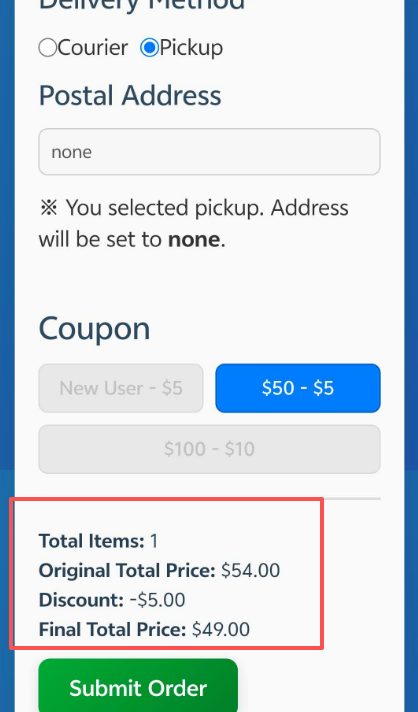 Delivery Method
Courier Pickup
Postal Address
none
※ You selected pickup. Address
will be set to none.
Coupon
New User - $5 $50 - $5
$100 - $10
Total Items: 1
Original Total Price: $54.00
Discount: -$5.00
Final Total Price: $49.00
Submit Order